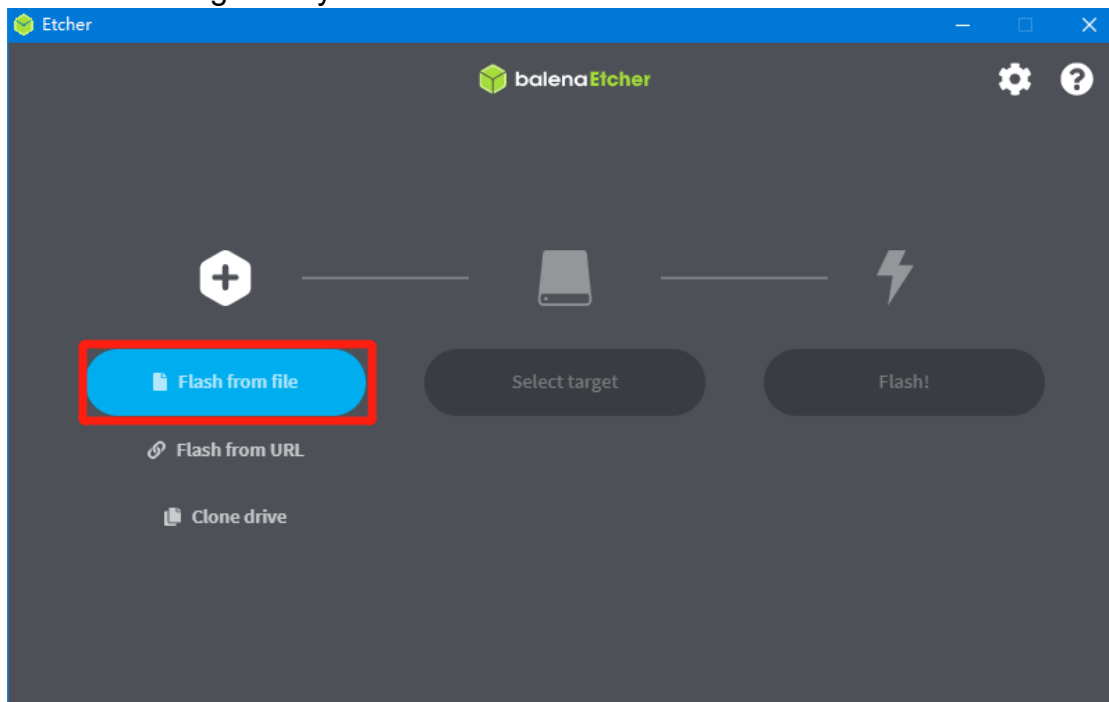 Etcher
balenaEtcher
Flash from file
Select target
Flash!
Flash from URL
Clone drive